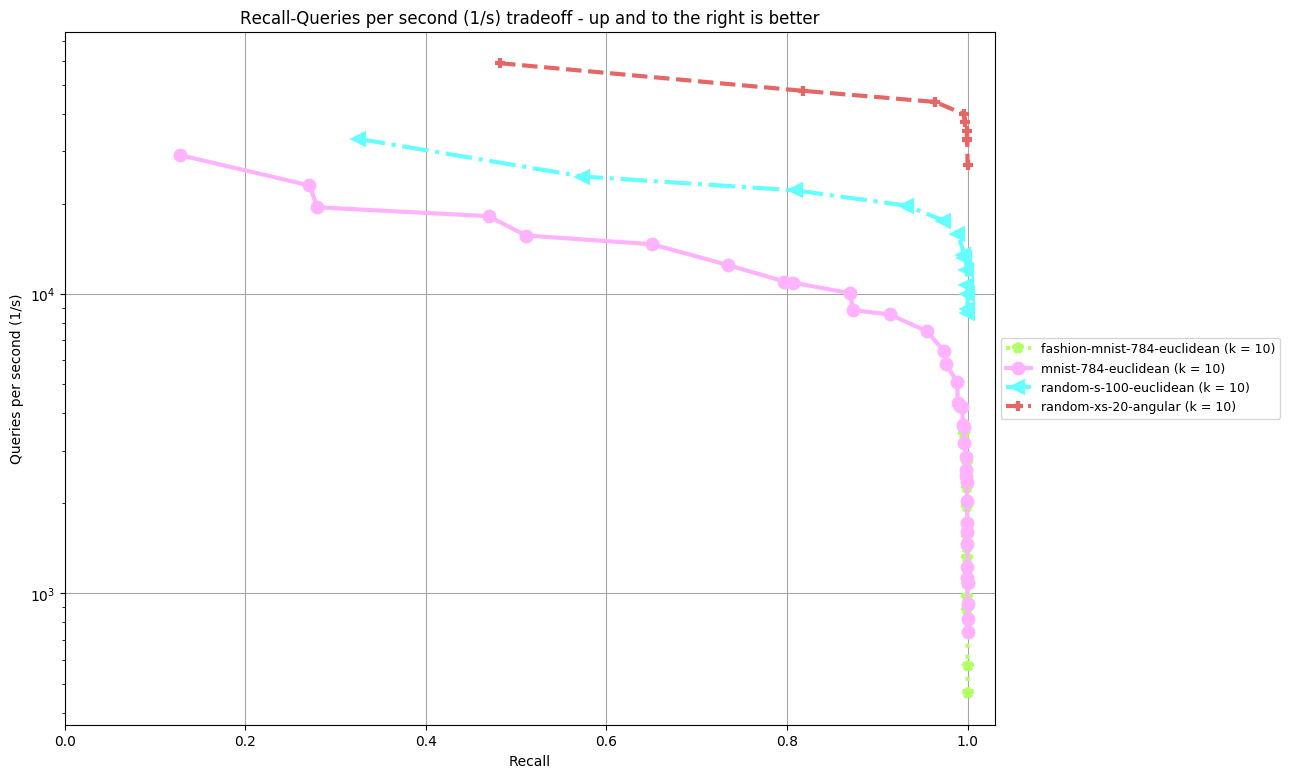 Recall-Queries per second (1/s) tradeoff - up and to the right is better
Queries per second (1/s)
10^4
10^3
0.0 0.2 0.4 0.6 0.8 1.0
Recall
fashion-mnist-784-euclidean (k = 10)
mnist-784-euclidean (k = 10)
random-s-100-euclidean (k = 10)
random-xs-20-angular (k = 10)